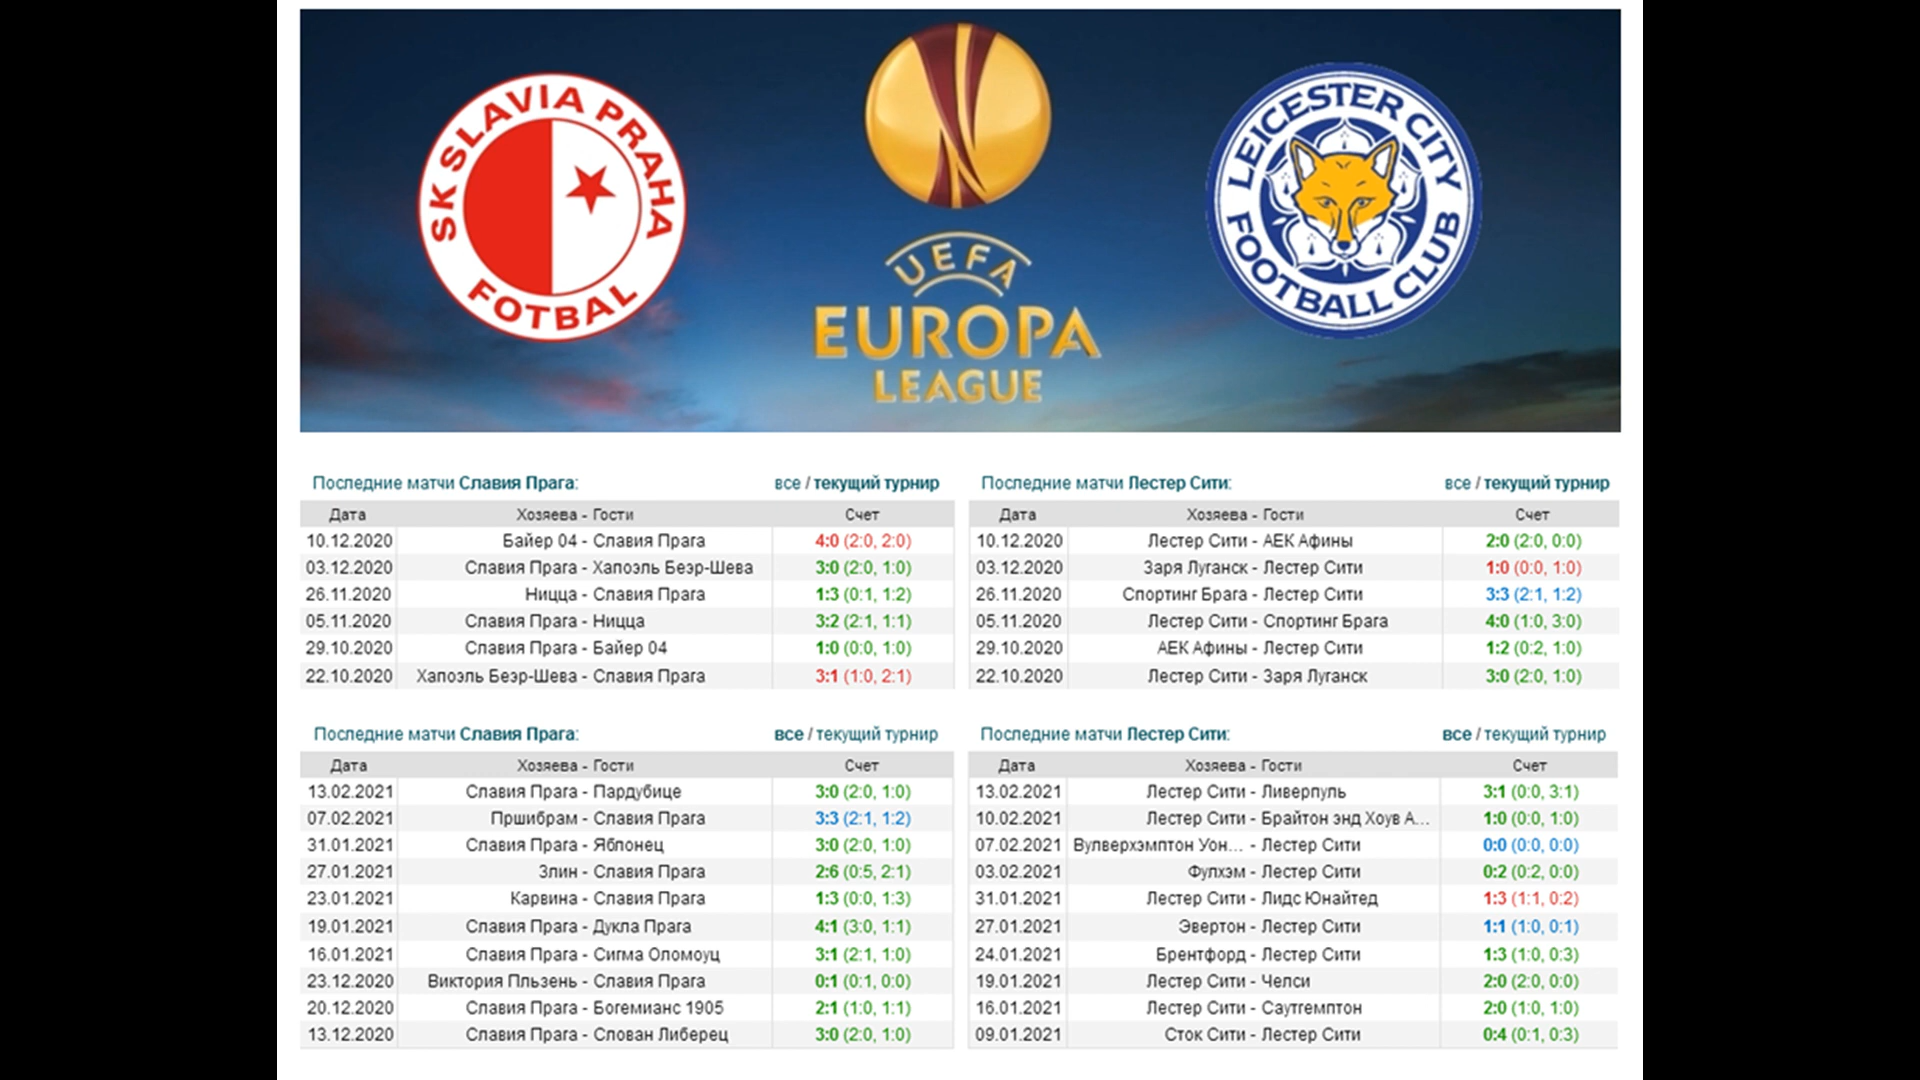 SK SLAVIA PRAHA
FOTBAL
UEFA
EUROPA
LEAGUE
LEICESTER CITY
FOOTBALL CLUB
Последние матчи Славия Прага: все / текущий турнир
Дата Хозяева - Гости Счет
10.12.2020 Байер 04 - Славия Прага 4:0 (2:0, 2:0)
03.12.2020 Славия Прага - Хапоэль Беэр-Шева 3:0 (2:0, 1:0)
26.11.2020 Ницца - Славия Прага 1:3 (0:1, 1:2)
05.11.2020 Славия Прага - Ницца 3:2 (2:1, 1:1)
29.10.2020 Славия Прага - Байер 04 1:0 (0:0, 1:0)
22.10.2020 Хапоэль Беэр-Шева - Славия Прага 3:1 (1:0, 2:1)
Последние матчи Лестер Сити: все / текущий турнир
Дата Хозяева - Гости Счет
10.12.2020 Лестер Сити - АЕК Афины 2:0 (2:0, 0:0)
03.12.2020 Заря Луганск - Лестер Сити 1:0 (0:0, 1:0)
26.11.2020 Спортинг Брага - Лестер Сити 3:3 (2:1, 1:2)
05.11.2020 Лестер Сити - Спортинг Брага 4:0 (1:0, 3:0)
29.10.2020 АЕК Афины - Лестер Сити 1:2 (0:2, 1:0)
22.10.2020 Лестер Сити - Заря Луганск 3:0 (2:0, 1:0)
Последние матчи Славия Прага: все / текущий турнир
Дата Хозяева - Гости Счет
13.02.2021 Славия Прага - Пардубице 3:0 (2:0, 1:0)
07.02.2021 Пршибрам - Славия Прага 3:3 (2:1, 1:2)
31.01.2021 Славия Прага - Яблонец 3:0 (2:0, 1:0)
27.01.2021 Злин - Славия Прага 2:6 (0:5, 2:1)
23.01.2021 Карвина - Славия Прага 1:3 (0:0, 1:3)
19.01.2021 Славия Прага - Дукла Прага 4:1 (3:0, 1:1)
16.01.2021 Славия Прага - Сигма Оломоуц 3:1 (2:1, 1:0)
23.12.2020 Виктория Пльзень - Славия Прага 0:1 (0:1, 0:0)
20.12.2020 Славия Прага - Богемианс 1905 2:1 (1:0, 1:1)
13.12.2020 Славия Прага - Слован Либерец 3:0 (2:0, 1:0)
Последние матчи Лестер Сити: все / текущий турнир
Дата Хозяева - Гости Счет
13.02.2021 Лестер Сити - Ливерпуль 3:1 (0:0, 3:1)
10.02.2021 Лестер Сити - Брайтон энд Хоув А... 1:0 (0:0, 1:0)
07.02.2021 Вулверхэмптон Уон... - Лестер Сити 0:0 (0:0, 0:0)
03.02.2021 Фулхэм - Лестер Сити 0:2 (0:2, 0:0)
31.01.2021 Лестер Сити - Лидс Юнайтед 1:3 (1:1, 0:2)
27.01.2021 Эвертон - Лестер Сити 1:1 (1:0, 0:1)
24.01.2021 Брентфорд - Лестер Сити 1:3 (1:0, 0:3)
19.01.2021 Лестер Сити - Челси 2:0 (2:0, 0:0)
16.01.2021 Лестер Сити - Саутгемптон 2:0 (1:0, 1:0)
09.01.2021 Сток Сити - Лестер Сити 0:4 (0:1, 0:3)